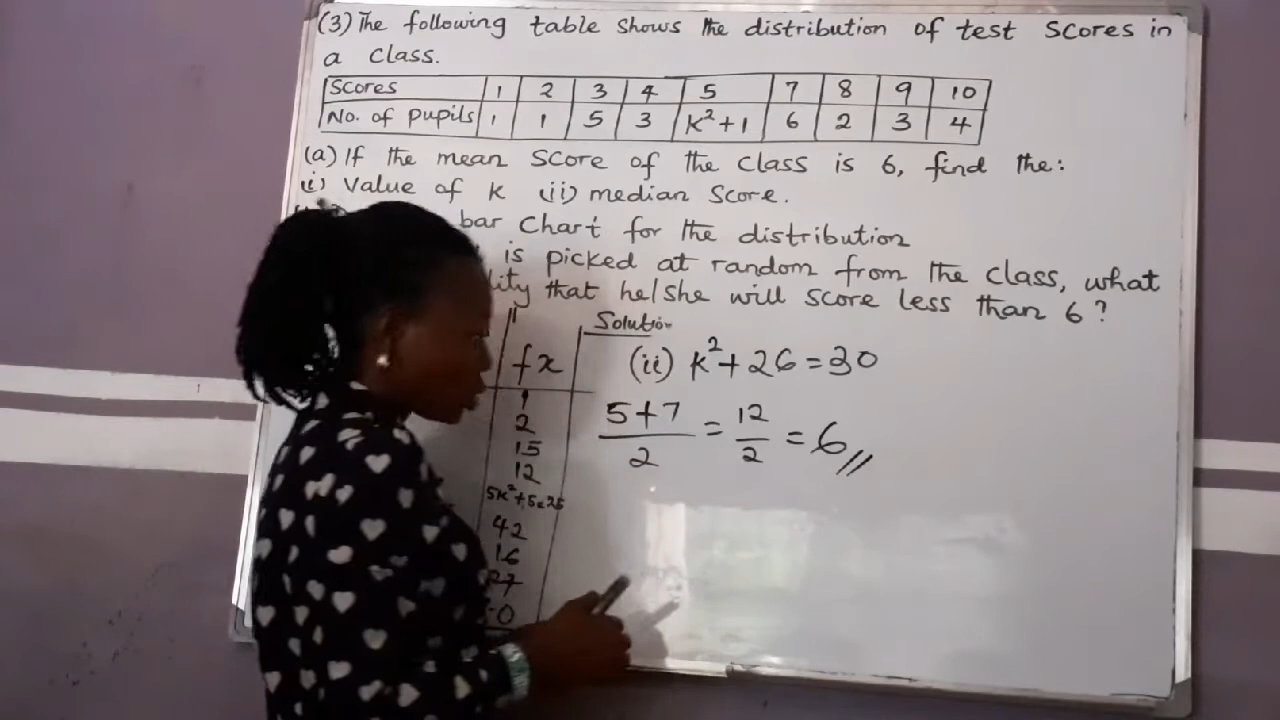 (3) The following table shows the distribution of test scores in
a class.
Scores 1 2 3 4 5 7 8 9 10
No. of pupils 1 1 5 3 k²+1 6 2 3 4
(a) If the mean score of the class is 6, find the:
(i) Value of k (ii) median score.
bar chart for the distribution
is picked at random from the class, what
that he/she will score less than 6?
Solution
fx
1
2
15
12
5k²+5=25
42
16
27
(ii) k²+26=30
5+7/2 = 12/2 = 6//